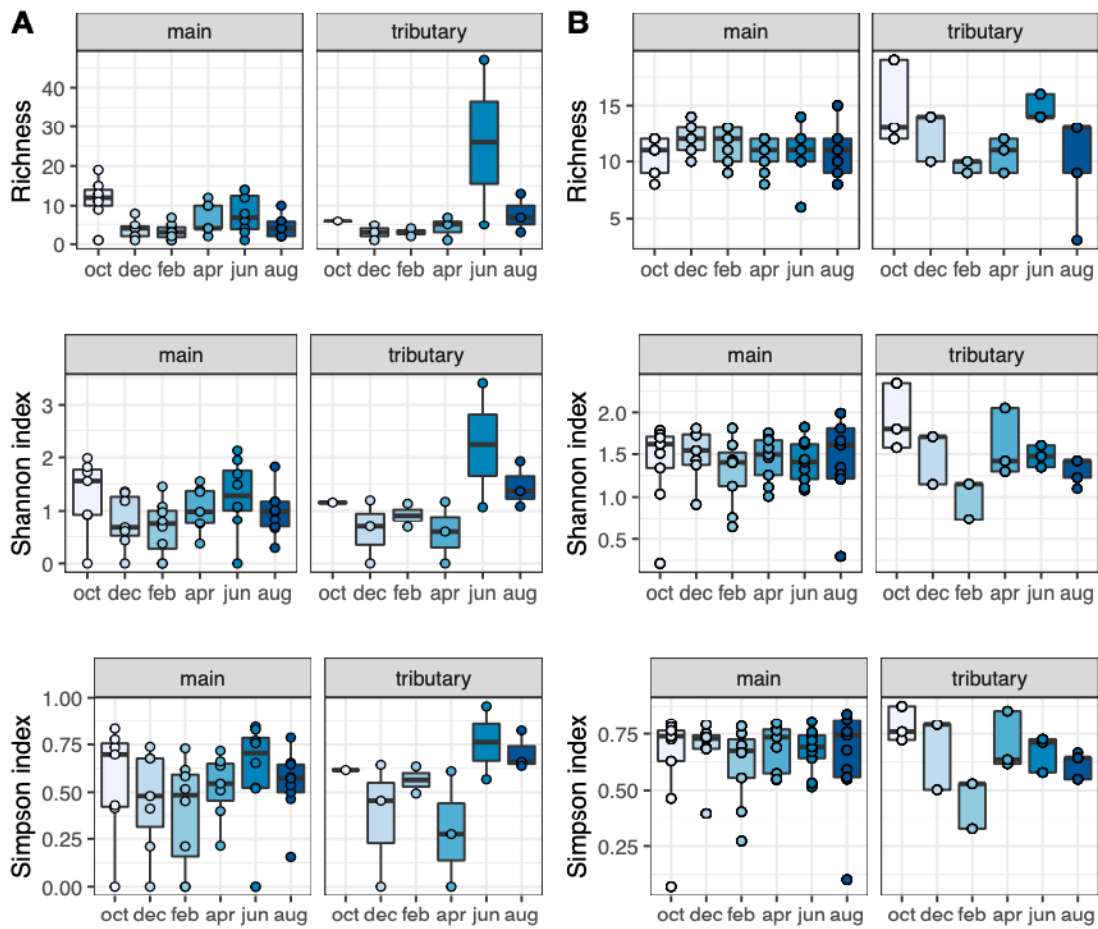 A
B
main tributary
main tributary
Richness
40
30
20
10
0
oct dec feb apr jun aug
oct dec feb apr jun aug
Richness
15
10
5
oct dec feb apr jun aug
oct dec feb apr jun aug
main tributary
main tributary
Shannon index
3
2
1
0
oct dec feb apr jun aug
oct dec feb apr jun aug
Shannon index
2.0
1.5
1.0
0.5
oct dec feb apr jun aug
oct dec feb apr jun aug
main tributary
main tributary
Simpson index
1.00
0.75
0.50
0.25
0.00
oct dec feb apr jun aug
oct dec feb apr jun aug
Simpson index
0.75
0.50
0.25
oct dec feb apr jun aug
oct dec feb apr jun aug